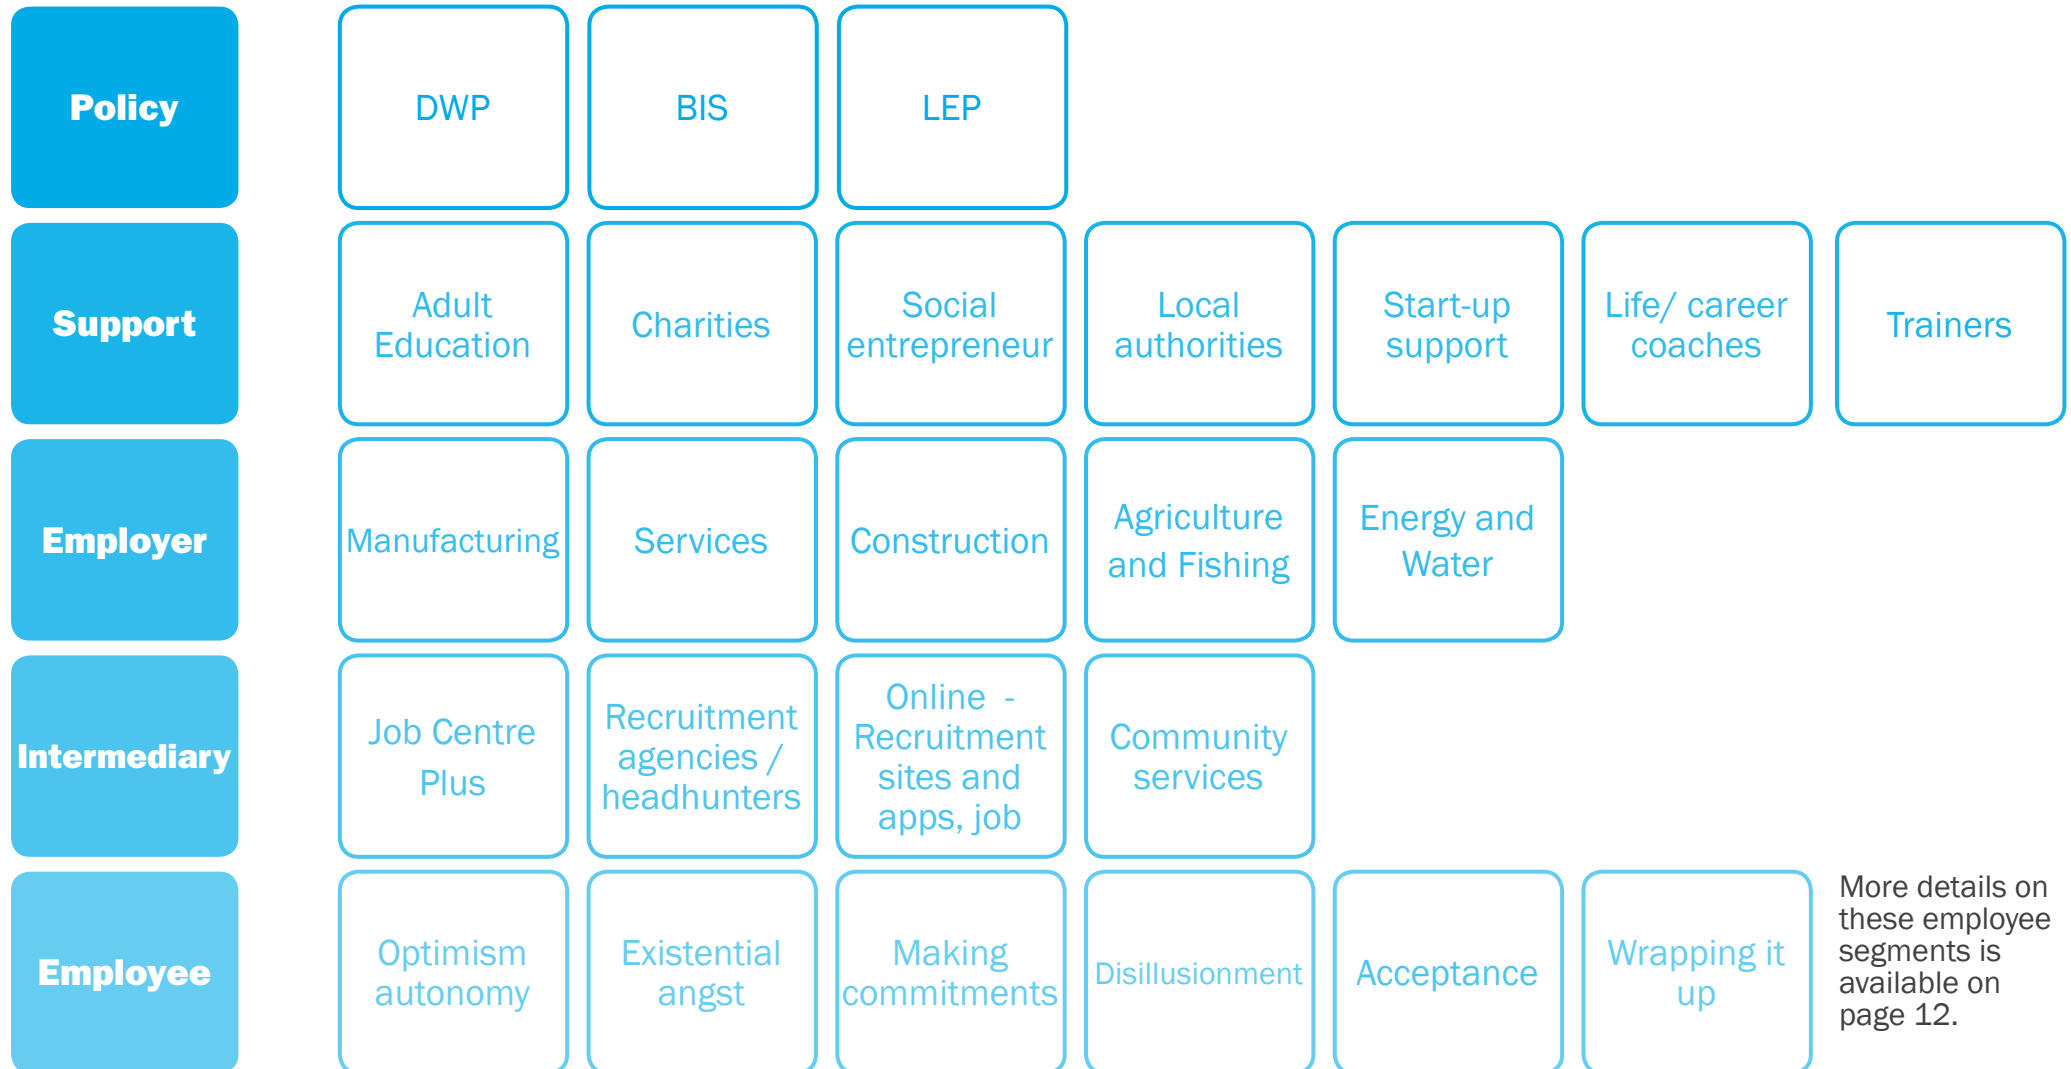 Policy
DWP
BIS
LEP
Support
Adult
Education
Charities
Social
entrepreneur
Local
authorities
Start-up
support
Life/ career
coaches
Trainers
Employer
Manufacturing
Services
Construction
Agriculture
and Fishing
Energy and
Water
Intermediary
Job Centre
Plus
Recruitment
agencies /
headhunters
Online  -
Recruitment
sites and
apps, job
Community
services
Employee
Optimism
autonomy
Existential
angst
Making
commitments
Disillusionment
Acceptance
Wrapping it
up
More details on
these employee
segments is
available on
page 12.